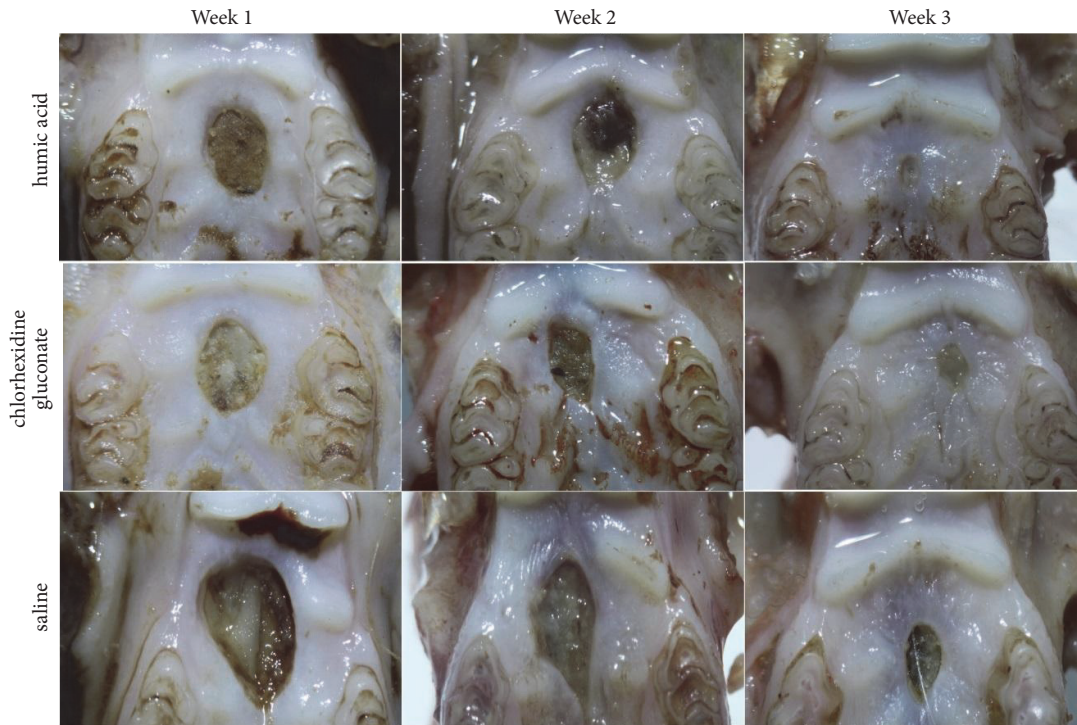 Week 1
Week 2
Week 3
humic acid
chlorhexidine
gluconate
saline